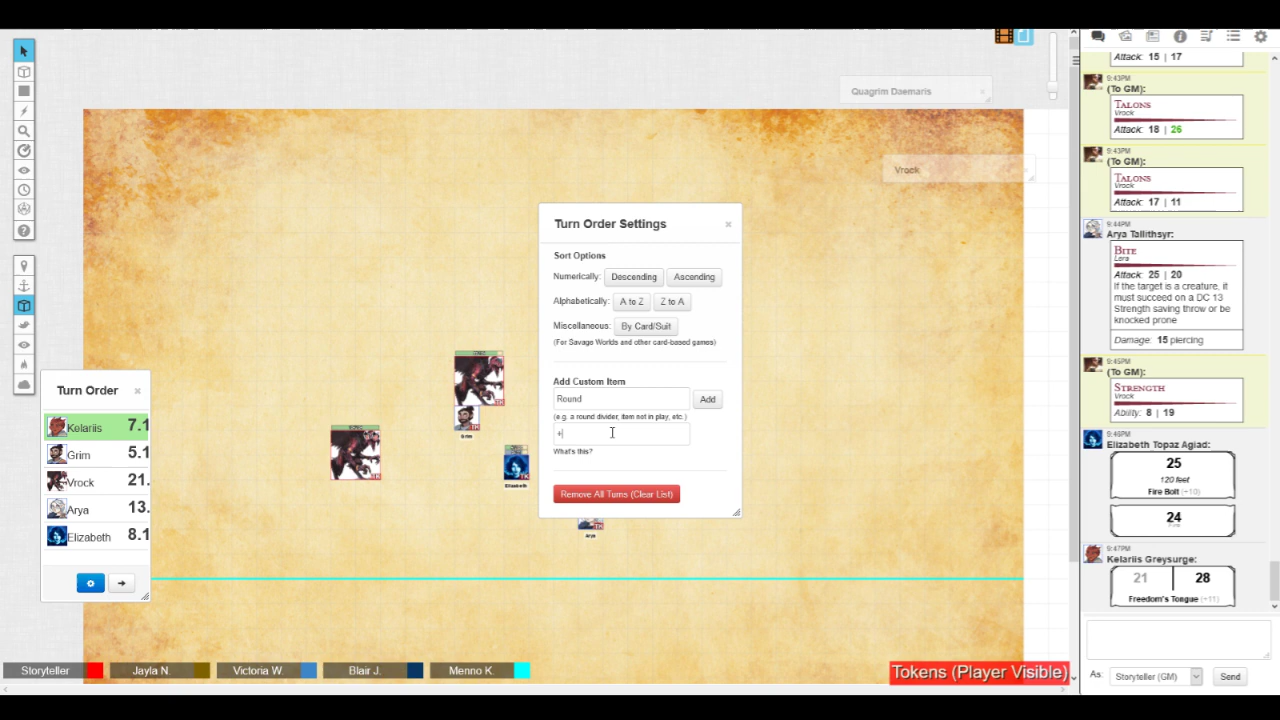 Quagrim Daemaris
Vrock
Turn Order Settings
Sort Options
Numerically: Descending Ascending
Alphabetically: A to Z Z to A
Miscellaneous: By Card/Suit
(For Savage Worlds and other card-based games)
Add Custom Item
Round Add
(e.g. a round divider, item not in play, etc.)
+
What's this?
Remove All Turns (Clear List)
Turn Order
Kelariis 7.1
Grim 5.1
Vrock 21.
Arya 13.
Elizabeth 8.1
Grim
Elizabeth
Arya
Storyteller
Jayla N.
Victoria W.
Blair J.
Menno K.
Tokens (Player Visible)
Attack: 15 | 17
9:43PM
(To GM):
TALONS
Vrock
Attack: 18 | 26
9:43PM
(To GM):
TALONS
Vrock
Attack: 17 | 11
9:44PM
Arya Tallithsyr:
BITE
Lera
Attack: 25 | 20
If the target is a creature, it
must succeed on a DC 13
Strength saving throw or be
knocked prone
Damage: 15 piercing
9:45PM
(To GM):
STRENGTH
Vrock
Ability: 8 | 19
9:46PM
Elizabeth Topaz Agiad:
25
120 feet
Fire Bolt (+10)
24
9:47PM
Kelariis Greysurge:
21 28
Freedom's Tongue (+11)
As: Storyteller (GM) Send